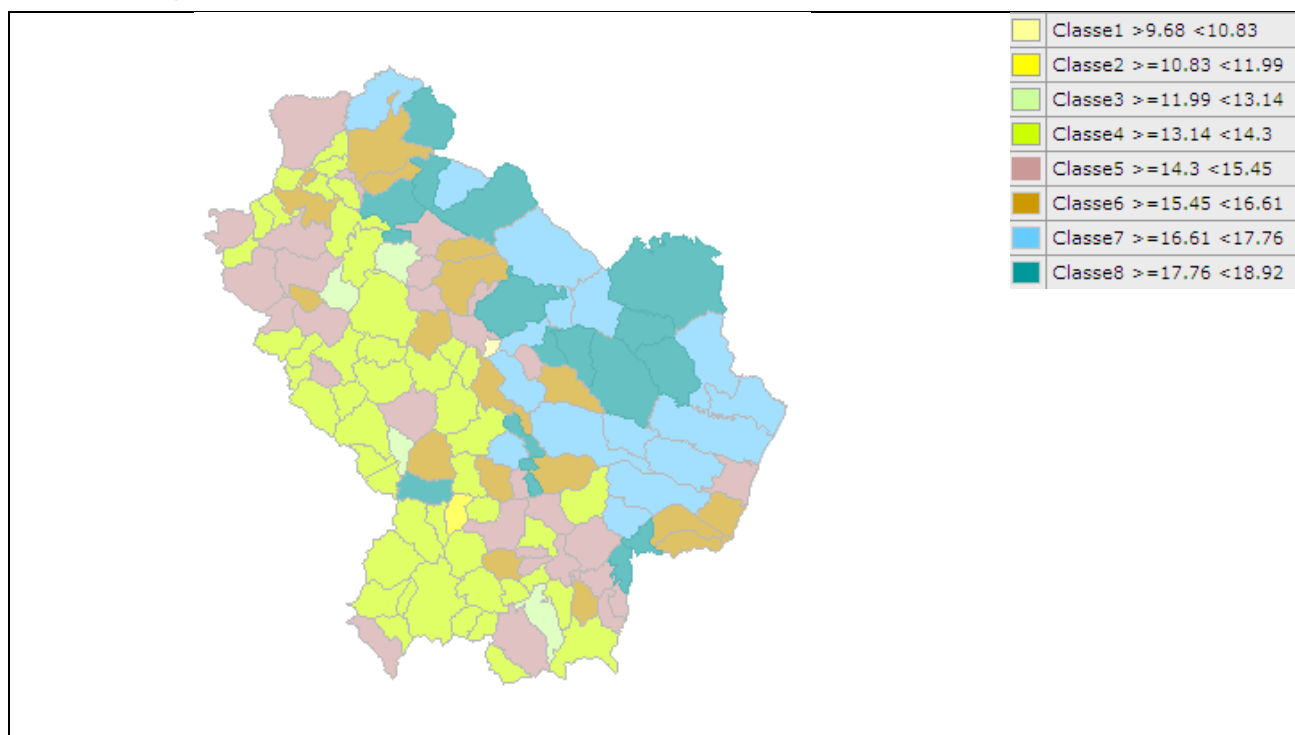 Classe1 >9.68 <10.83
Classe2 >=10.83 <11.99
Classe3 >=11.99 <13.14
Classe4 >=13.14 <14.3
Classe5 >=14.3 <15.45
Classe6 >=15.45 <16.61
Classe7 >=16.61 <17.76
Classe8 >=17.76 <18.92